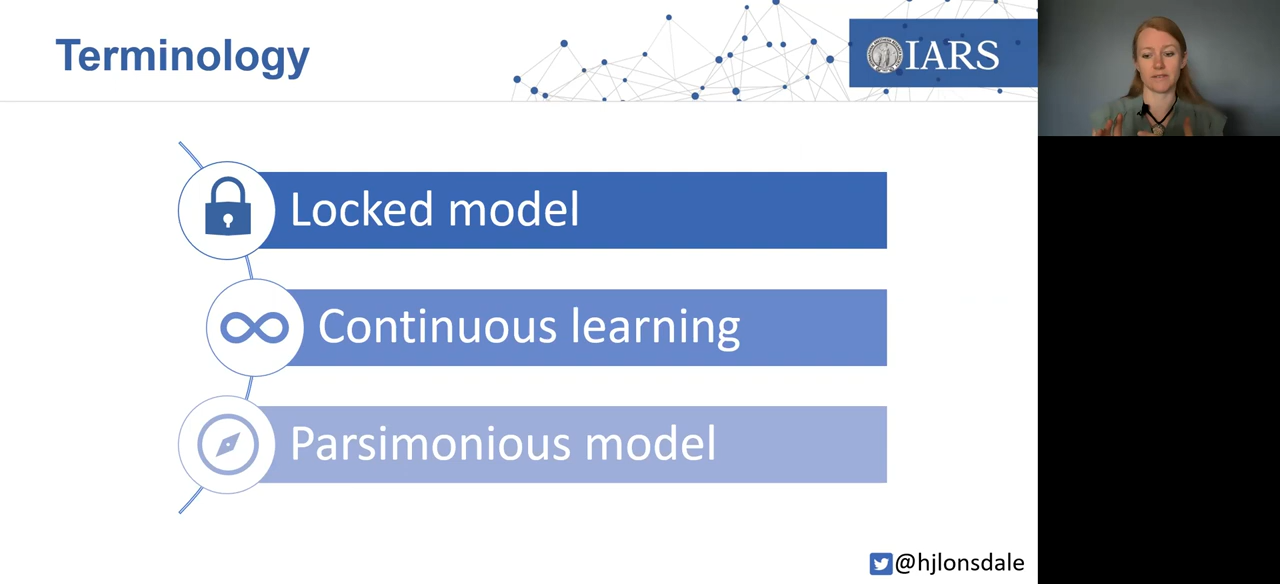 Terminology
IARS
Locked model
Continuous learning
Parsimonious model
@hjlonsdale